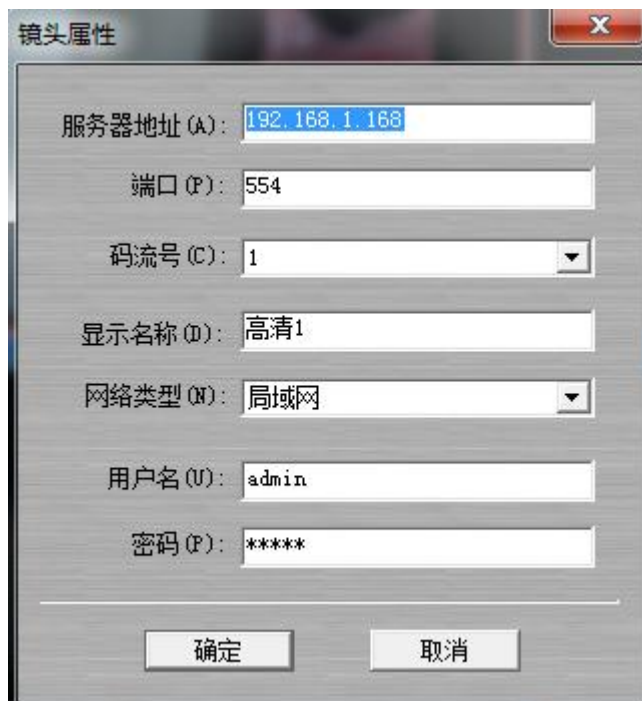 镜头属性
服务器地址(A): 192.168.1.168
端口(P): 554
码流号(C): 1
显示名称(D): 高清1
网络类型(N): 局域网
用户名(U): admin
密码(P): *****
确定 取消